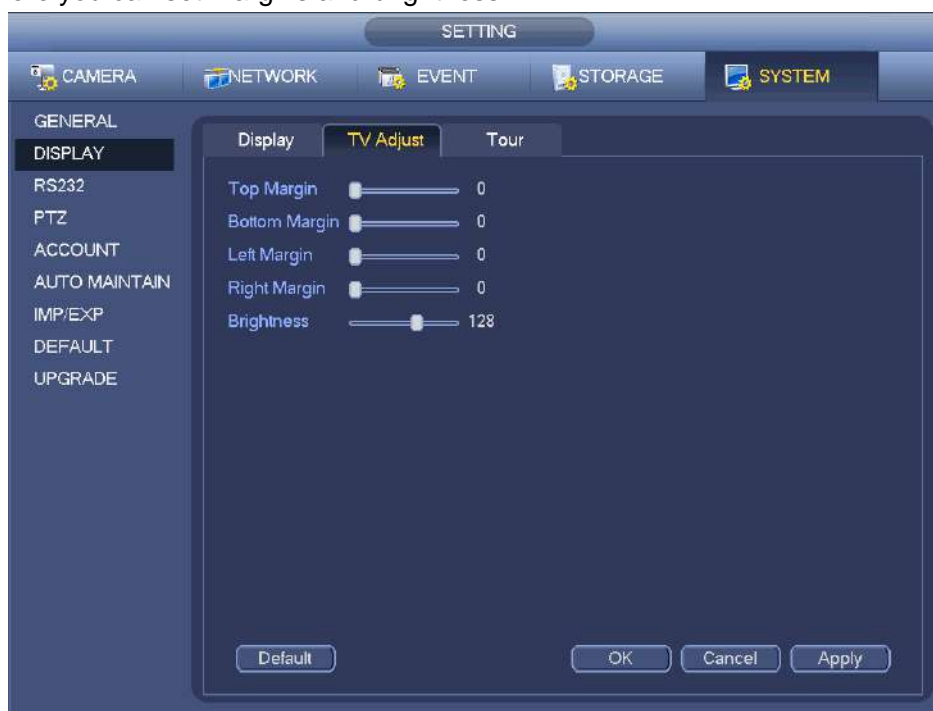 SETTING
CAMERA NETWORK EVENT STORAGE SYSTEM
GENERAL
DISPLAY
RS232
PTZ
ACCOUNT
AUTO MAINTAIN
IMP/EXP
DEFAULT
UPGRADE
Display TV Adjust Tour
Top Margin 0
Bottom Margin 0
Left Margin 0
Right Margin 0
Brightness 128
Default OK Cancel Apply